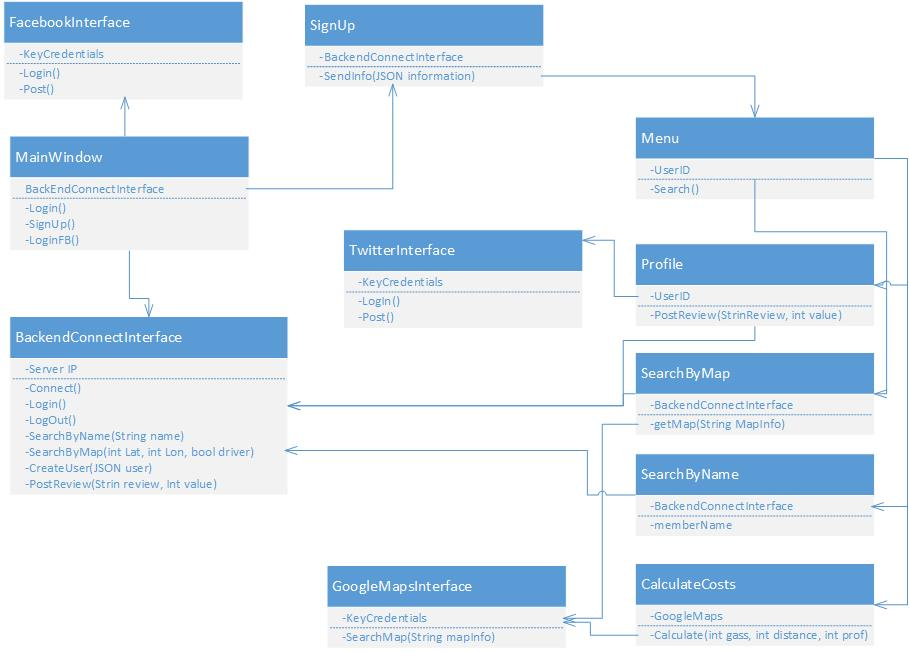 FacebookInterface
-KeyCredentials
-Login()
-Post()
SignUp
-BackendConnectInterface
-SendInfo(JSON information)
MainWindow
BackEndConnectInterface
-Login()
-SignUp()
-LoginFB()
Menu
-UserID
-Search()
TwitterInterface
-KeyCredentials
-LogIn()
-Post()
Profile
-UserID
-PostReview(StrinReview, int value)
BackendConnectInterface
-Server IP
-Connect()
-Login()
-LogOut()
-SearchByName(String name)
-SearchByMap(int Lat, int Lon, bool driver)
-CreateUser(JSON user)
-PostReview(Strin review, Int value)
SearchByMap
-BackendConnectInterface
-getMap(String MapInfo)
SearchByName
-BackendConnectInterface
-memberName
GoogleMapsInterface
-KeyCredentials
-SearchMap(String mapInfo)
CalculateCosts
-GoogleMaps
-Calculate(int gass, int distance, int prof)